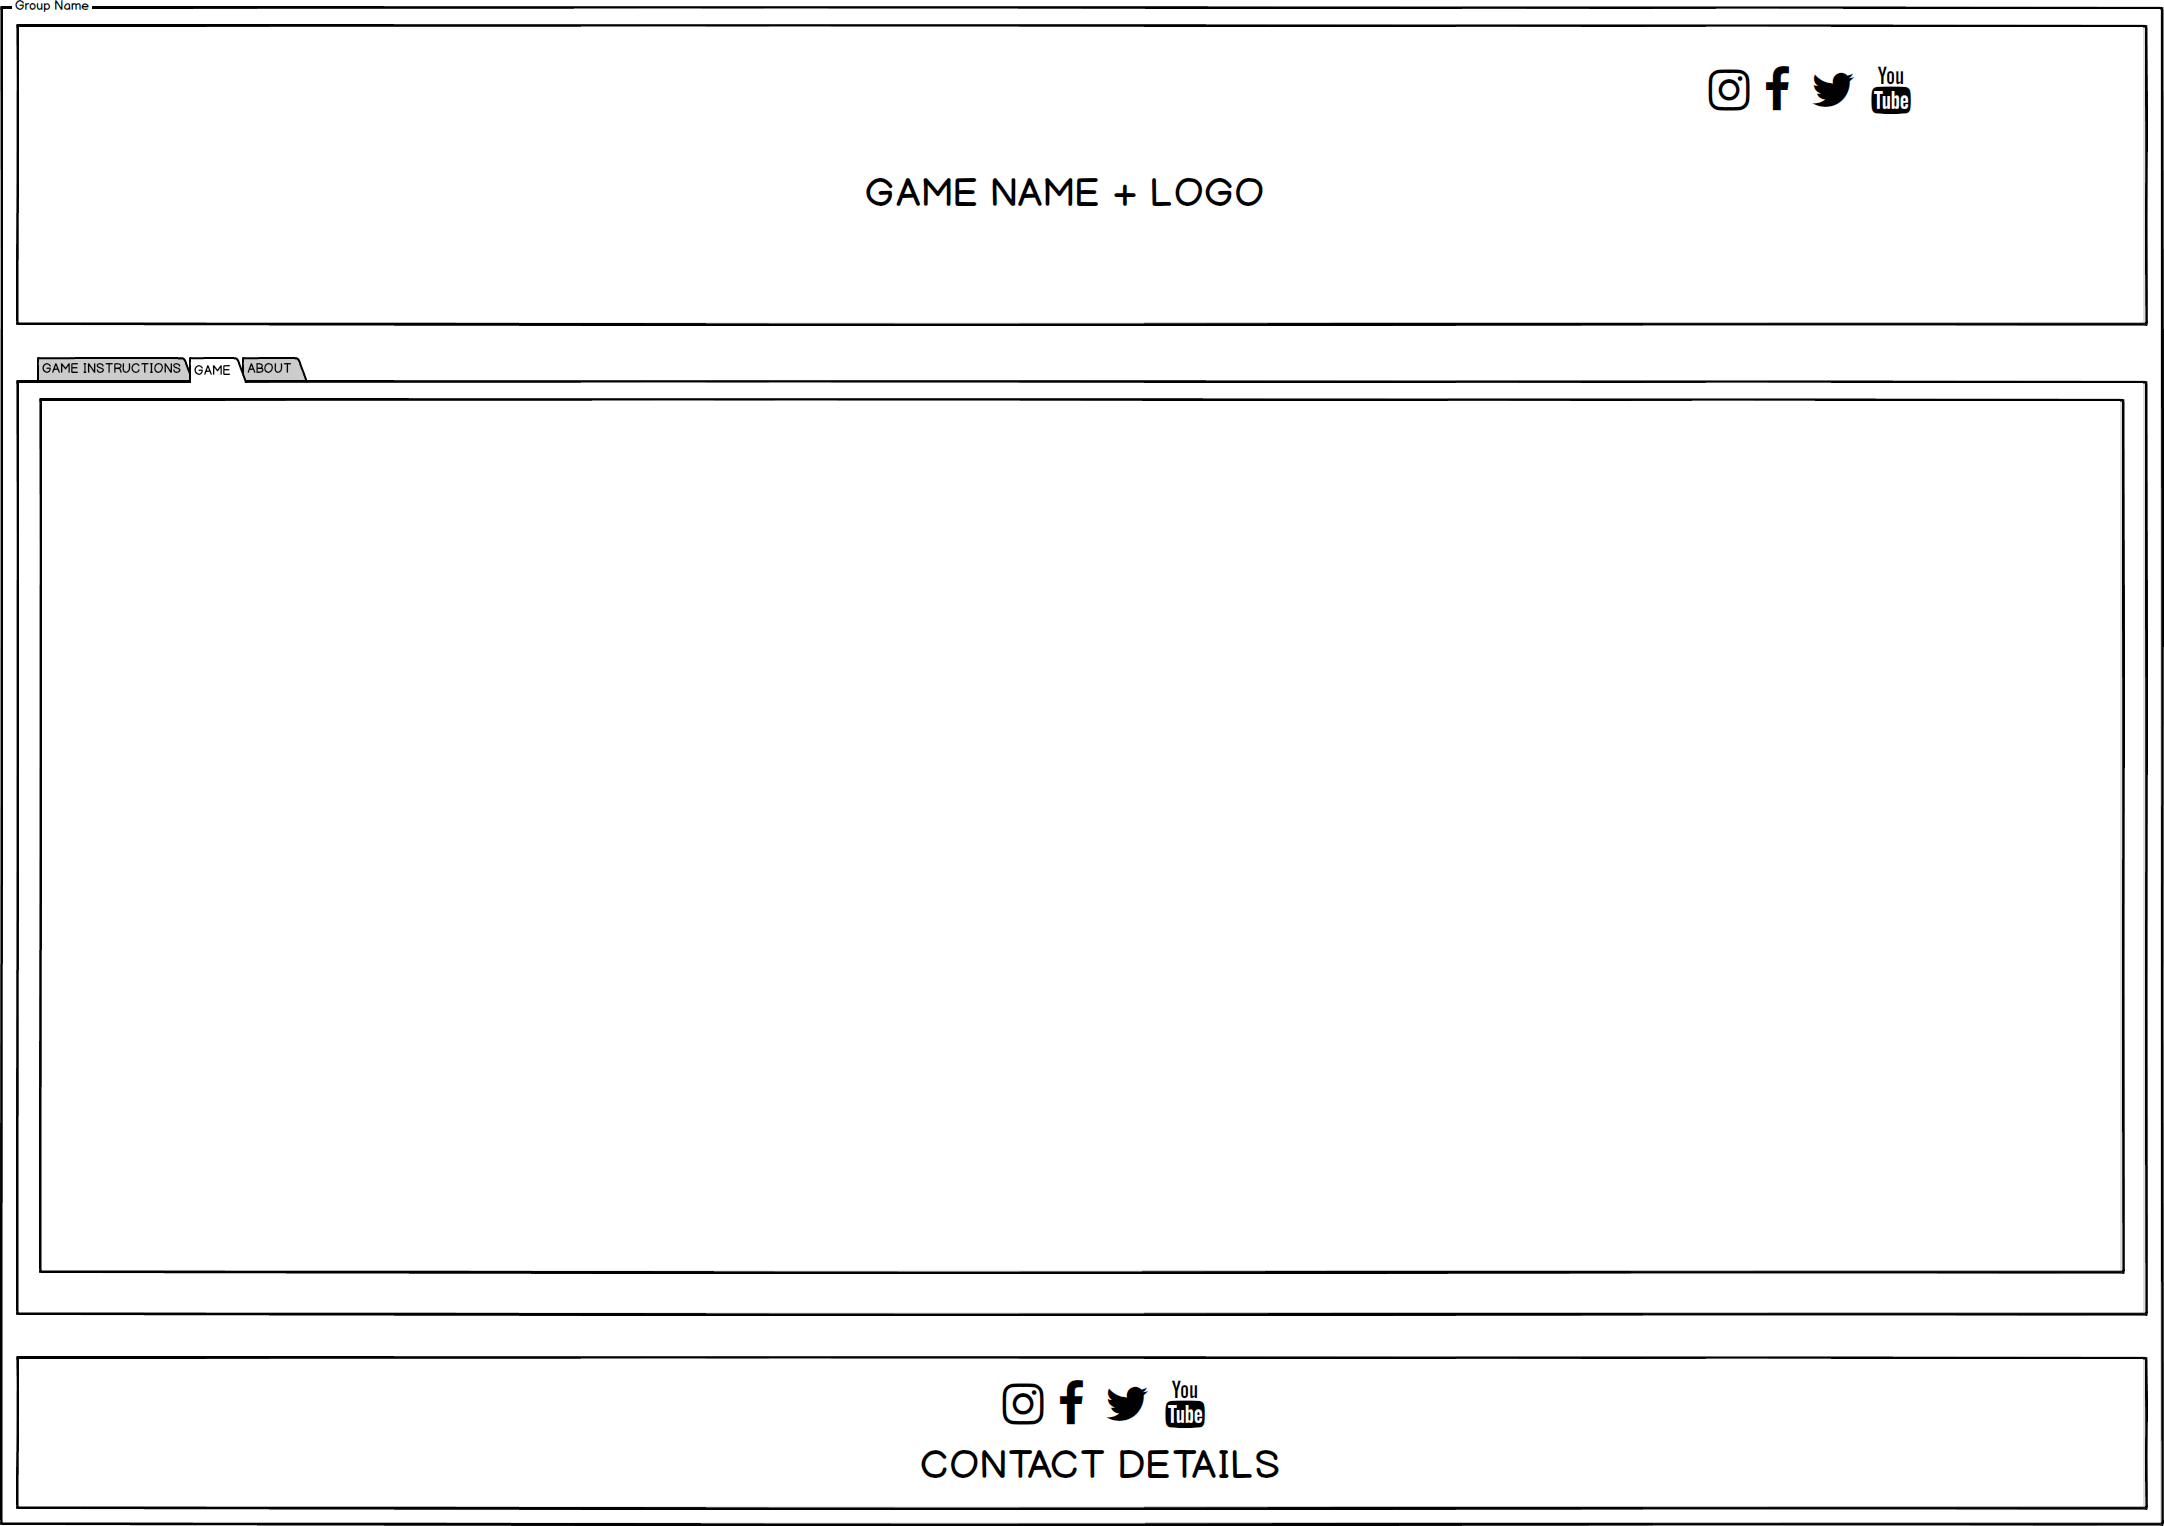 Group Name
You
Tube
GAME NAME + LOGO
GAME INSTRUCTIONS GAME ABOUT
You
Tube
CONTACT DETAILS